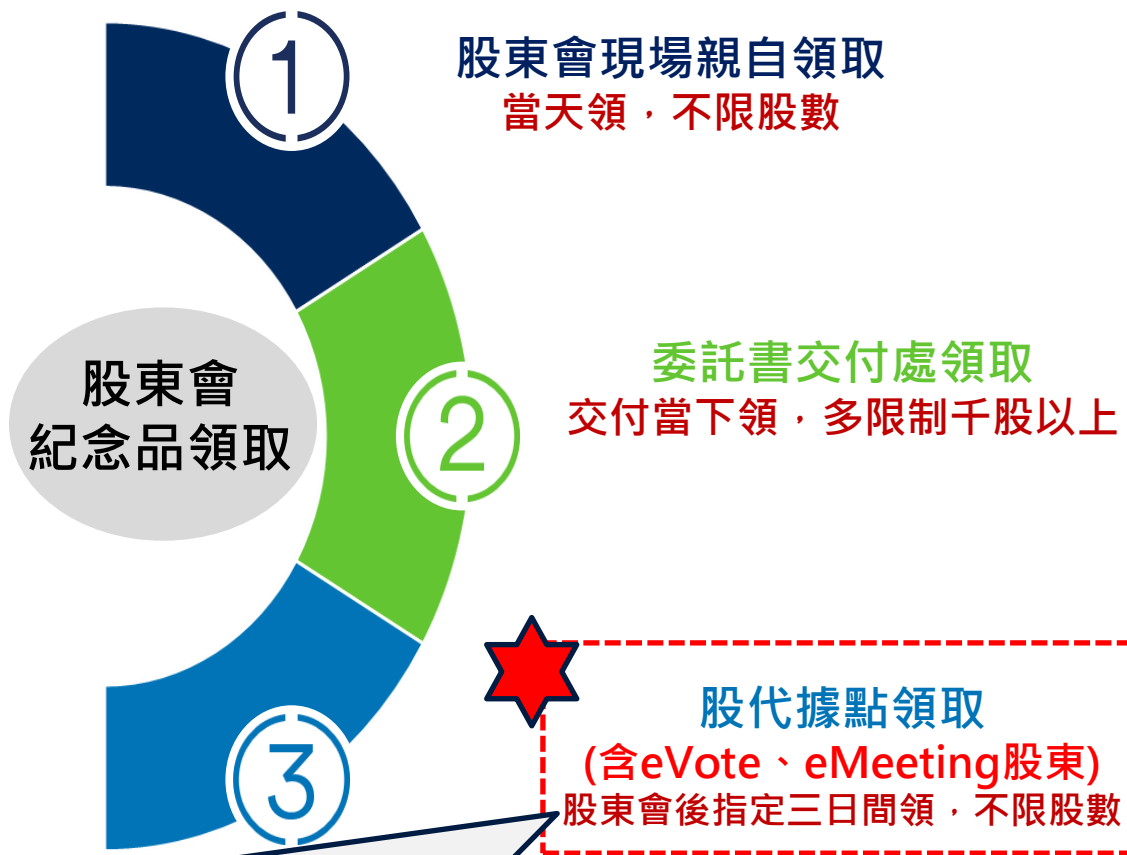 股東會
紀念品領取
1
股東會現場親自領取
當天領，不限股數
2
委託書交付處領取
交付當下領，多限制千股以上
3
股代據點領取
(含eVote、eMeeting股東)
股東會後指定三日間領，不限股數